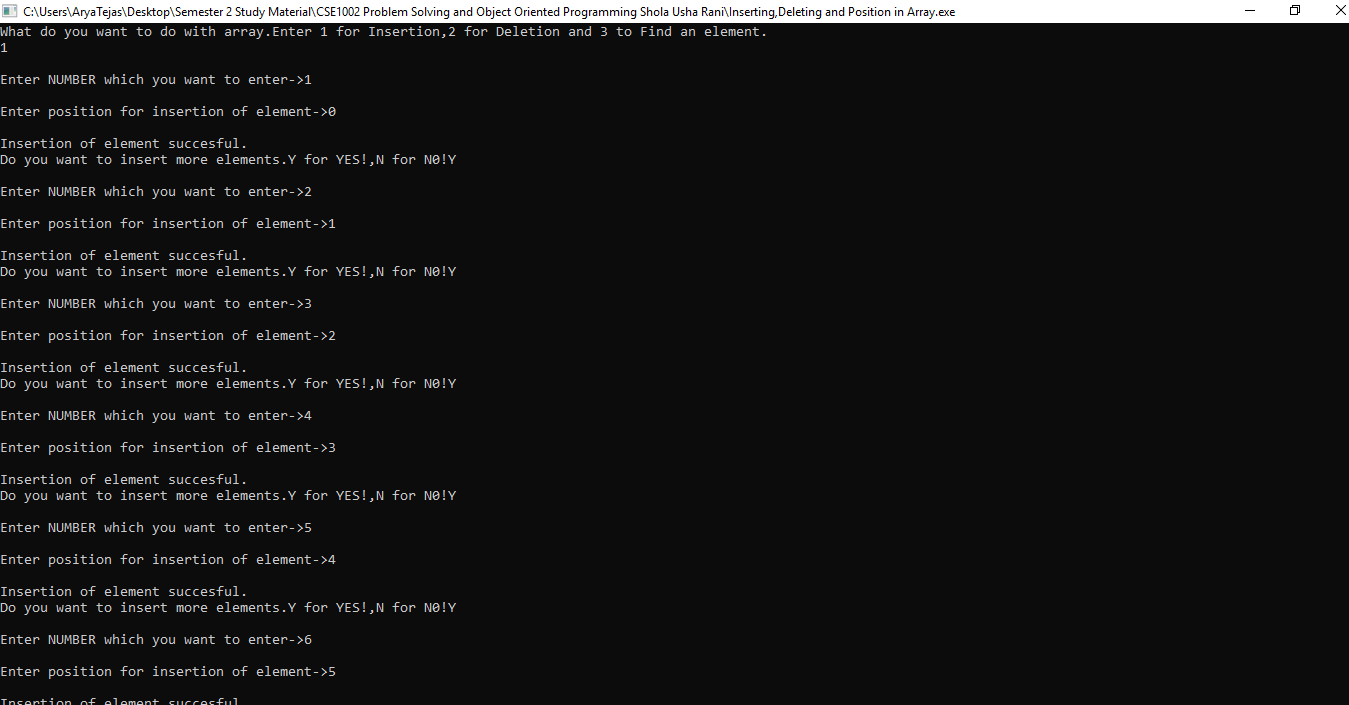 C:\Users\AryaTejas\Desktop\Semester 2 Study Material\CSE1002 Problem Solving and Object Oriented Programming Shola Usha Rani\Inserting,Deleting and Position in Array.exe
What do you want to do with array.Enter 1 for Insertion,2 for Deletion and 3 to Find an element.
1
Enter NUMBER which you want to enter->1
Enter position for insertion of element->0
Insertion of element succesful.
Do you want to insert more elements.Y for YES!,N for N0!Y
Enter NUMBER which you want to enter->2
Enter position for insertion of element->1
Insertion of element succesful.
Do you want to insert more elements.Y for YES!,N for N0!Y
Enter NUMBER which you want to enter->3
Enter position for insertion of element->2
Insertion of element succesful.
Do you want to insert more elements.Y for YES!,N for N0!Y
Enter NUMBER which you want to enter->4
Enter position for insertion of element->3
Insertion of element succesful.
Do you want to insert more elements.Y for YES!,N for N0!Y
Enter NUMBER which you want to enter->5
Enter position for insertion of element->4
Insertion of element succesful.
Do you want to insert more elements.Y for YES!,N for N0!Y
Enter NUMBER which you want to enter->6
Enter position for insertion of element->5
Insertion of element succesful.